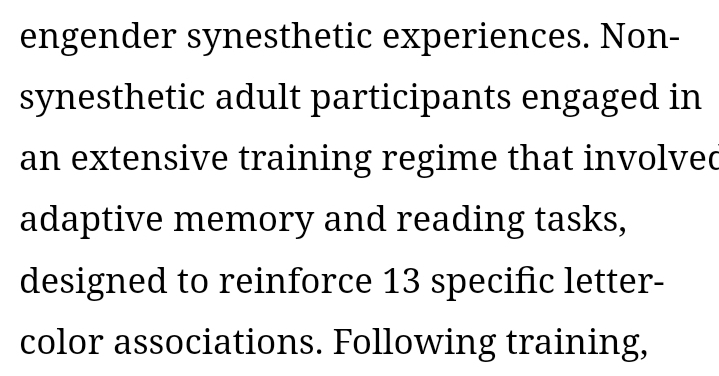 engender synesthetic experiences. Non-
synesthetic adult participants engaged in
an extensive training regime that involved
adaptive memory and reading tasks,
designed to reinforce 13 specific letter-
color associations. Following training,